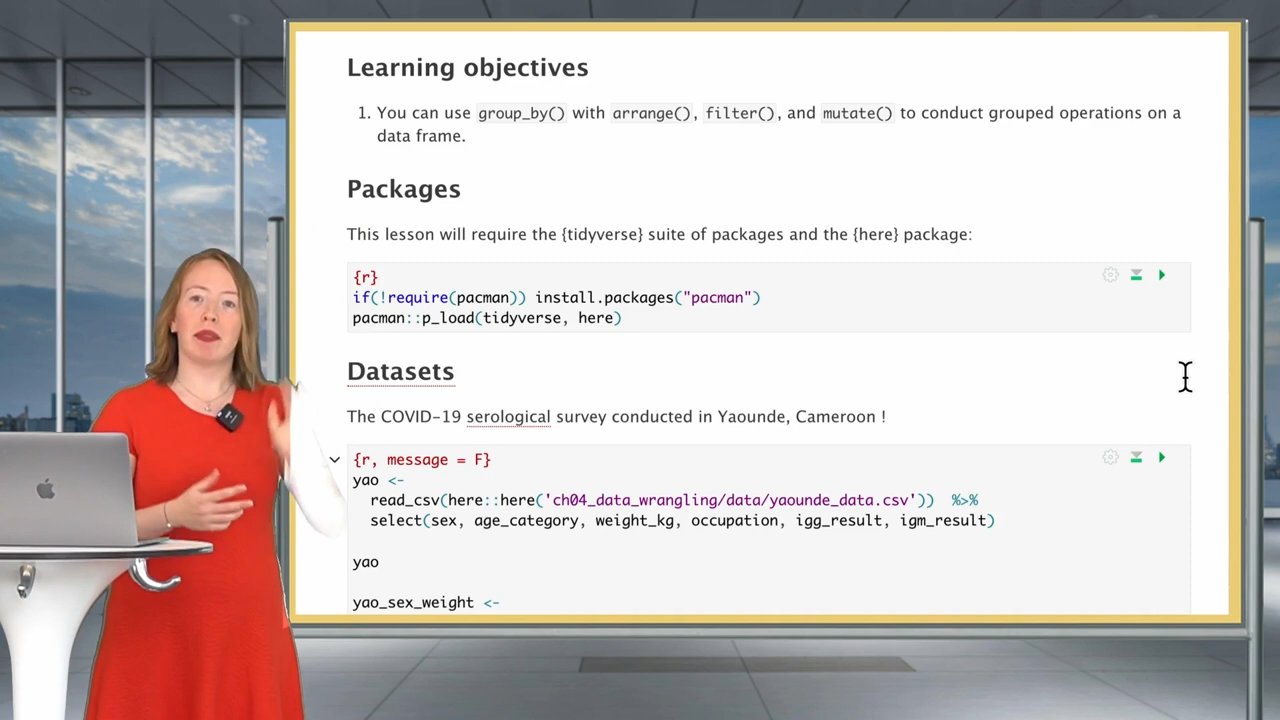 Learning objectives
1. You can use group_by() with arrange(), filter(), and mutate() to conduct grouped operations on a
data frame.
Packages
This lesson will require the {tidyverse} suite of packages and the {here} package:
{r}
if(!require(pacman)) install.packages("pacman")
pacman::p_load(tidyverse, here)
Datasets
The COVID-19 serological survey conducted in Yaounde, Cameroon !
{r, message = F}
yao <-
read_csv(here::here('ch04_data_wrangling/data/yaounde_data.csv')) %>%
select(sex, age_category, weight_kg, occupation, igg_result, igm_result)
yao
yao_sex_weight <-